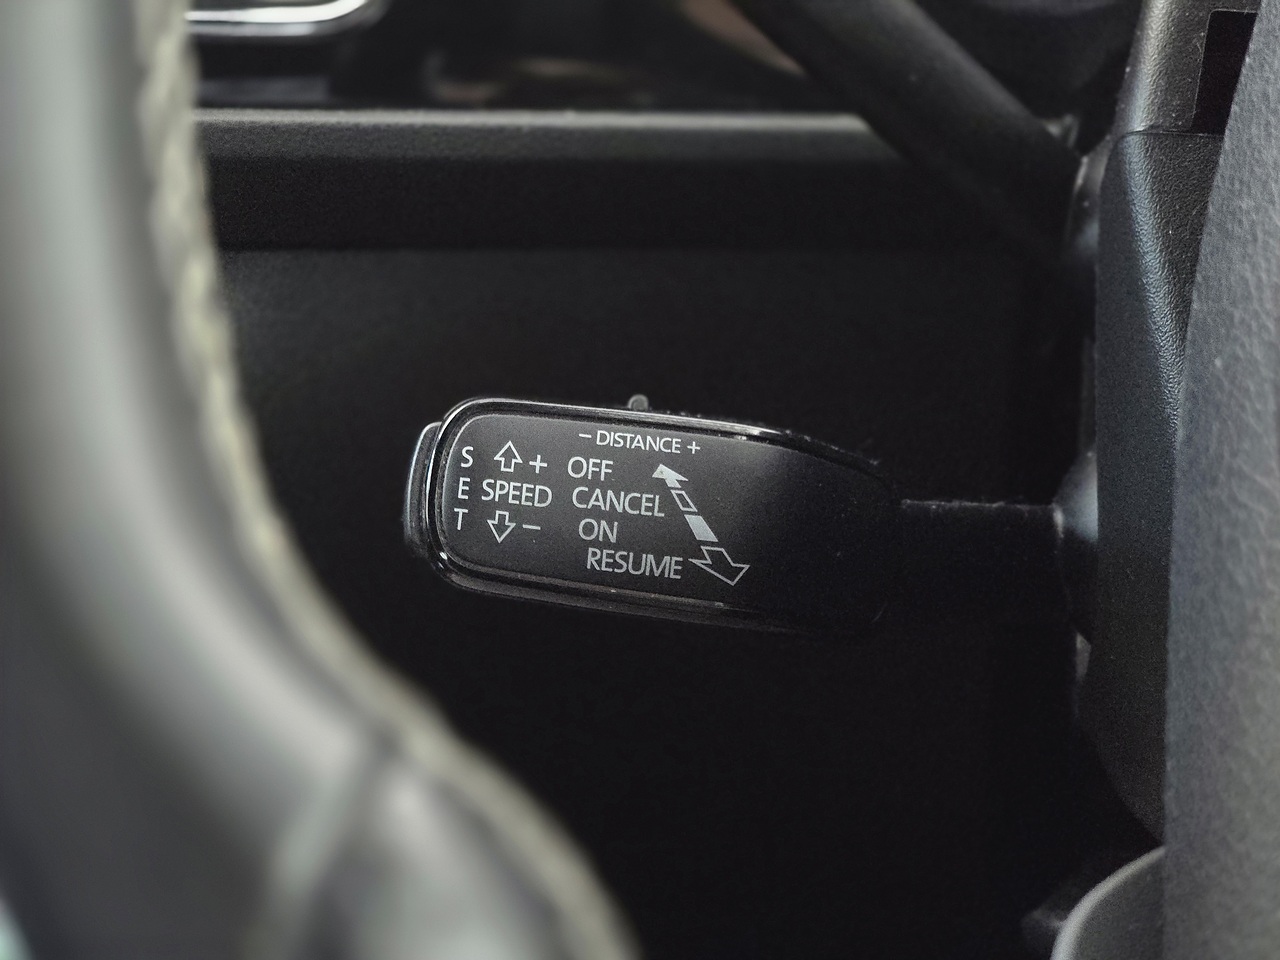 − DISTANCE +
S + OFF
E SPEED CANCEL
T − ON
RESUME